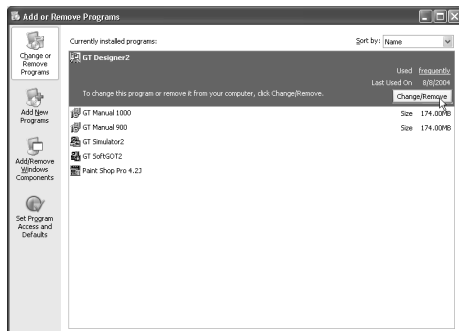 Add or Remove Programs
Change or
Remove
Programs
Add New
Programs
Add/Remove
Windows
Components
Set Program
Access and
Defaults
Currently installed programs:
Sort by: Name
GT Designer2
Used frequently
Last Used On 8/8/2004
To change this program or remove it from your computer, click Change/Remove.
Change/Remove
GT Manual 1000 Size 174.00MB
GT Manual 900 Size 174.00MB
GT Simulator2
GT SoftGOT2
Paint Shop Pro 4.23